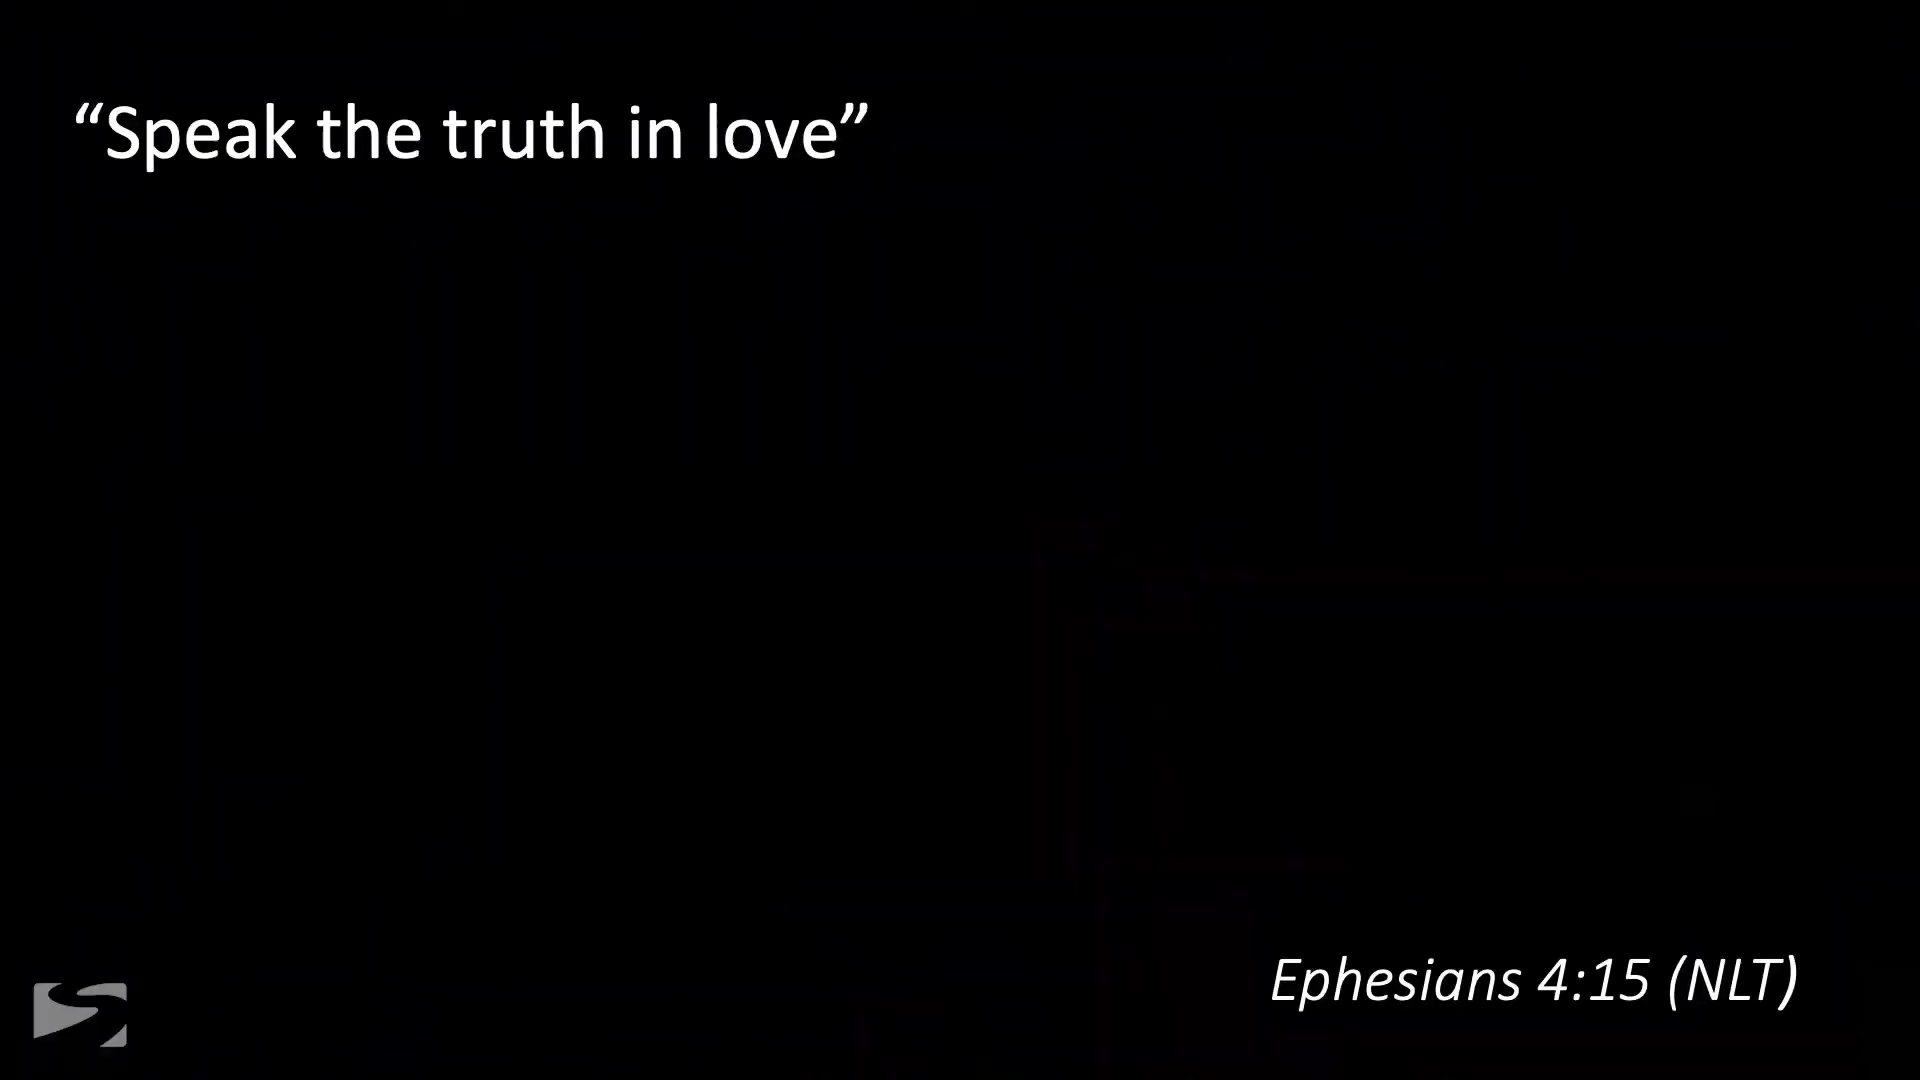 “Speak the truth in love”
Ephesians 4:15 (NLT)